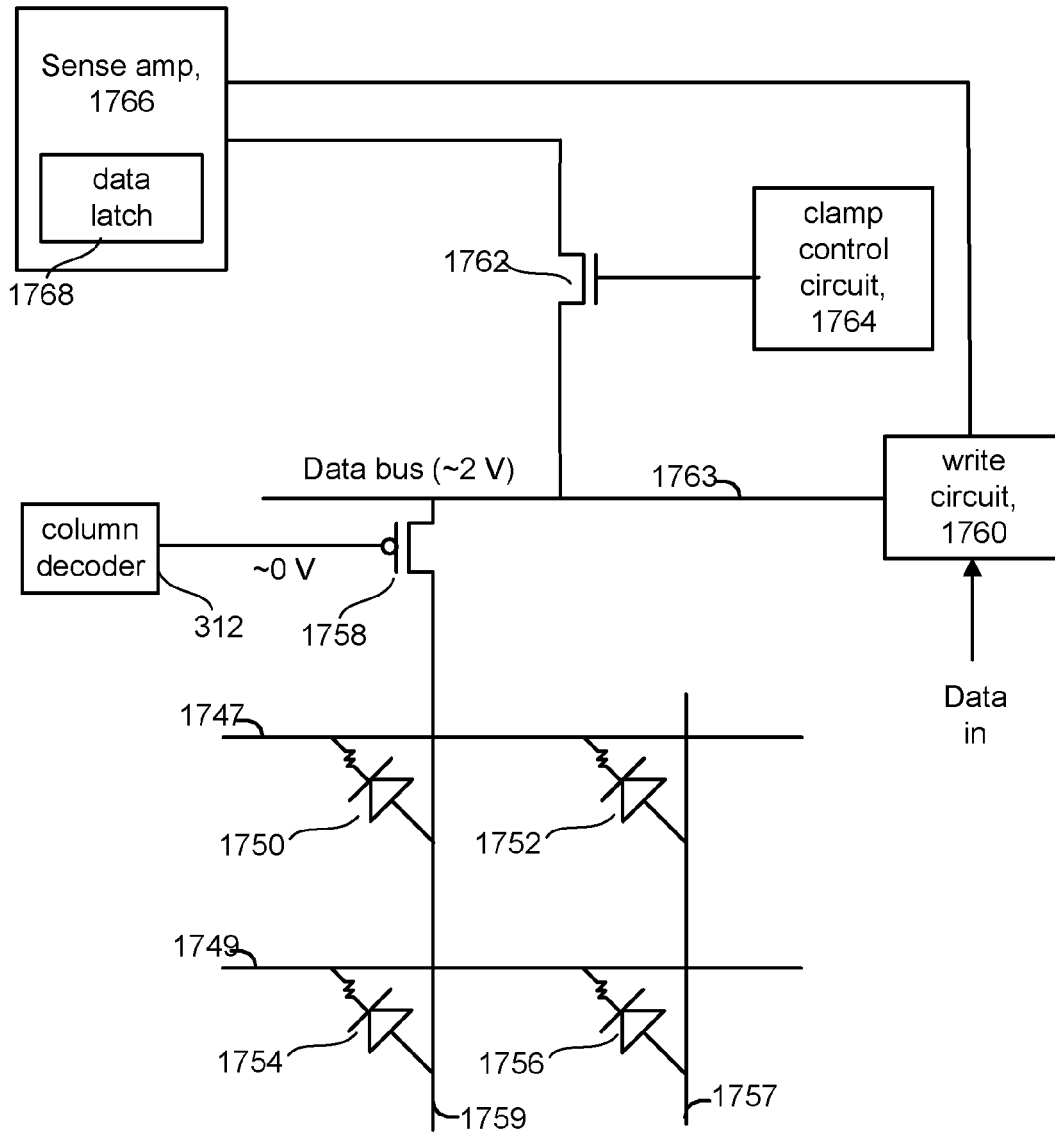 Sense amp,
1766
data
latch
1768
1762
clamp
control
circuit,
1764
Data bus (~2 V)
1763
write
circuit,
1760
column
decoder
~0 V
312
1758
Data
in
1747
1750
1752
1749
1754
1756
1759
1757